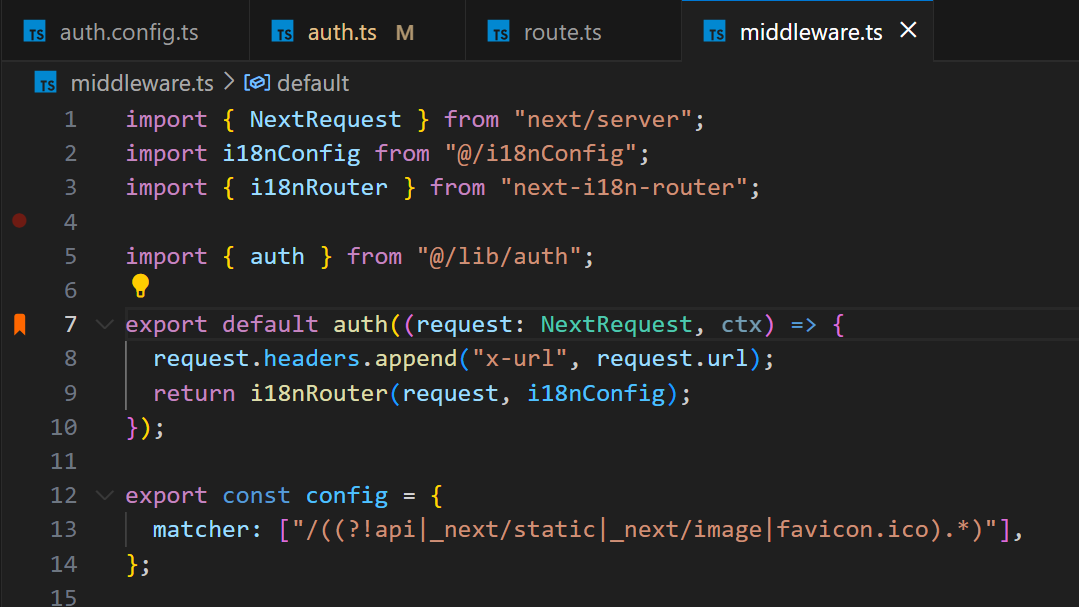 TS auth.config.ts TS auth.ts M TS route.ts TS middleware.ts ×
TS middleware.ts > default
1 import { NextRequest } from "next/server";
2 import i18nConfig from "@/i18nConfig";
3 import { i18nRouter } from "next-i18n-router";
4
5 import { auth } from "@/lib/auth";
6
7 export default auth((request: NextRequest, ctx) => {
8   request.headers.append("x-url", request.url);
9   return i18nRouter(request, i18nConfig);
10 });
11
12 export const config = {
13   matcher: ["/((?!api|_next/static|_next/image|favicon.ico).*)"],
14 };
15